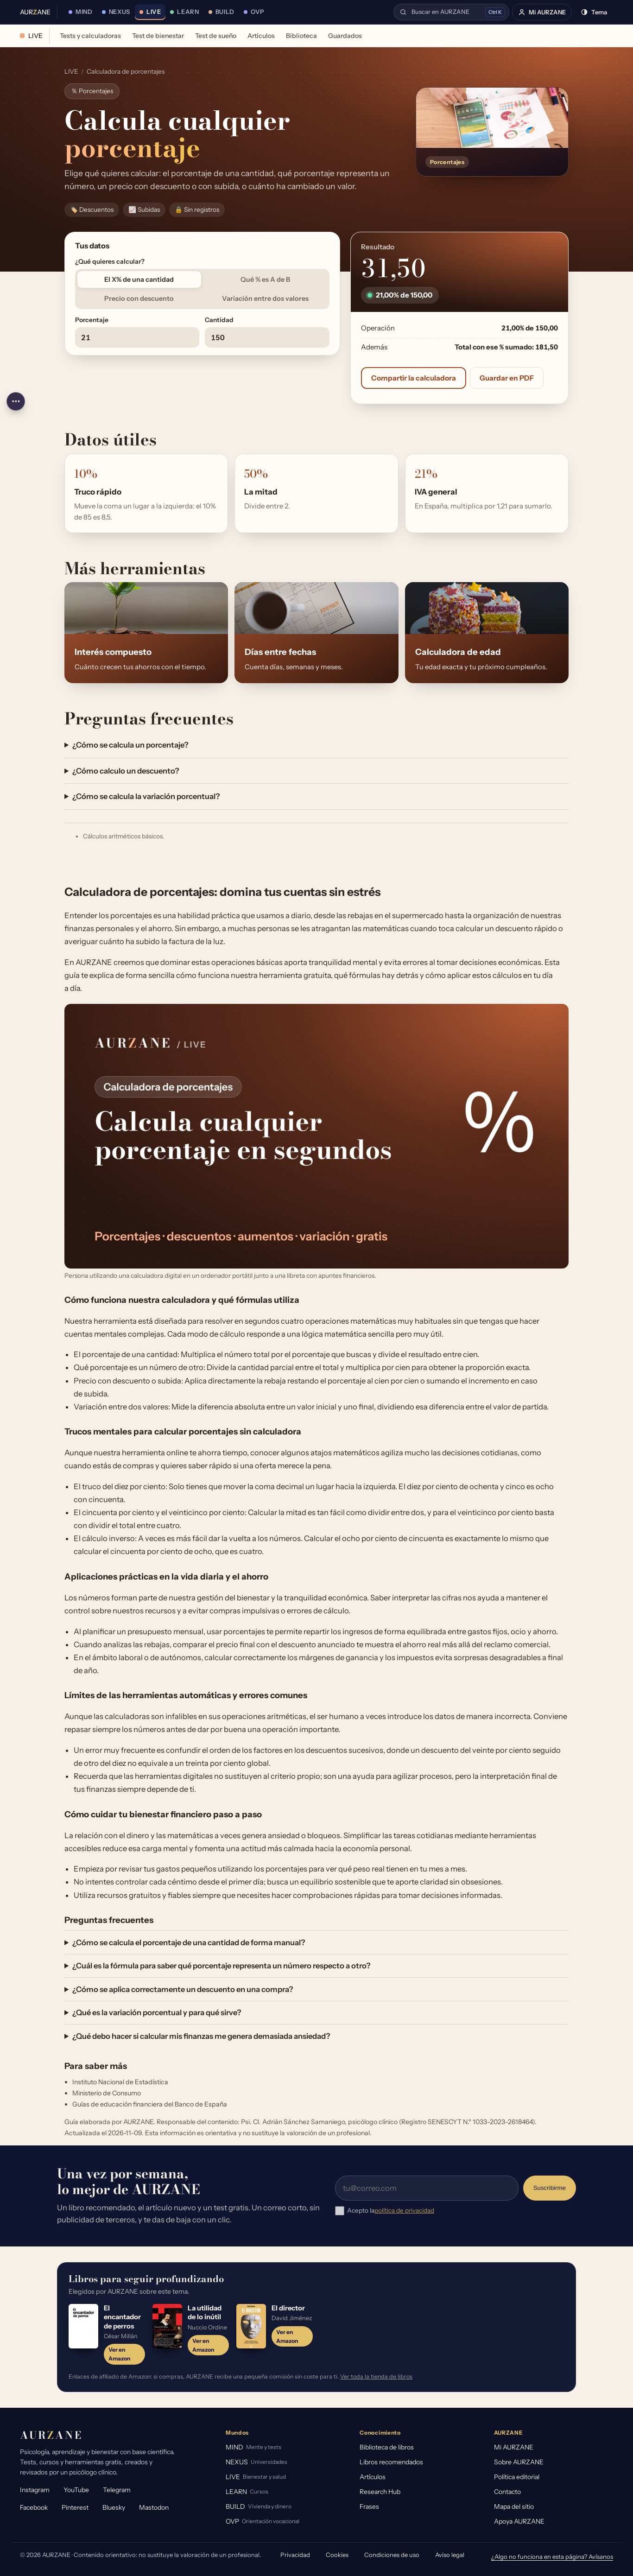 AURZANE MIND NEXUS LIVE LEARN BUILD OVP Buscar en AURZANE Ctrl K Mi AURZANE Tema
LIVE Tests y calculadoras Test de bienestar Test de sueño Artículos Biblioteca Guardados
LIVE / Calculadora de porcentajes
% Porcentajes
Calcula cualquier
porcentaje
Elige qué quieres calcular: el porcentaje de una cantidad, qué porcentaje representa un
número, un precio con descuento o con subida, o cuánto ha cambiado un valor.
Descuentos Subidas Sin registros
Porcentajes
Tus datos
¿Qué quieres calcular?
El X% de una cantidad Qué % es A de B
Precio con descuento Variación entre dos valores
Porcentaje Cantidad
21 150
Resultado
31,50
21,00% de 150,00
Operación 21,00% de 150,00
Además Total con ese % sumado: 181,50
Compartir la calculadora Guardar en PDF
Datos útiles
10%
Truco rápido
Mueve la coma un lugar a la izquierda: el 10%
de 85 es 8,5.
50%
La mitad
Divide entre 2.
21%
IVA general
En España, multiplica por 1,21 para sumarlo.
Más herramientas
Interés compuesto
Cuánto crecen tus ahorros con el tiempo.
Días entre fechas
Cuenta días, semanas y meses.
Calculadora de edad
Tu edad exacta y tu próximo cumpleaños.
Preguntas frecuentes
¿Cómo se calcula un porcentaje?
¿Cómo calculo un descuento?
¿Cómo se calcula la variación porcentual?
Cálculos aritméticos básicos.
Calculadora de porcentajes: domina tus cuentas sin estrés
Entender los porcentajes es una habilidad práctica que usamos a diario, desde las rebajas en el supermercado hasta la organización de nuestras
finanzas personales y el ahorro. Sin embargo, a muchas personas se les atragantan las matemáticas cuando toca calcular un descuento rápido o
averiguar cuánto ha subido la factura de la luz.
En AURZANE creemos que dominar estas operaciones básicas aporta tranquilidad mental y evita errores al tomar decisiones económicas. Esta
guía te explica de forma sencilla cómo funciona nuestra herramienta gratuita, qué fórmulas hay detrás y cómo aplicar estos cálculos en tu día
a día.
AURZANE / LIVE
Calculadora de porcentajes
Calcula cualquier
porcentaje en segundos
%
Porcentajes · descuentos · aumentos · variación · gratis
Persona utilizando una calculadora digital en un ordenador portátil junto a una libreta con apuntes financieros.
Cómo funciona nuestra calculadora y qué fórmulas utiliza
Nuestra herramienta está diseñada para resolver en segundos cuatro operaciones matemáticas muy habituales sin que tengas que hacer
cuentas mentales complejas. Cada modo de cálculo responde a una lógica matemática sencilla pero muy útil.
El porcentaje de una cantidad: Multiplica el número total por el porcentaje que buscas y divide el resultado entre cien.
Qué porcentaje es un número de otro: Divide la cantidad parcial entre el total y multiplica por cien para obtener la proporción exacta.
Precio con descuento o subida: Aplica directamente la rebaja restando el porcentaje al cien por cien o sumando el incremento en caso
de subida.
Variación entre dos valores: Mide la diferencia absoluta entre un valor inicial y uno final, dividiendo esa diferencia entre el valor de partida.
Trucos mentales para calcular porcentajes sin calculadora
Aunque nuestra herramienta online te ahorra tiempo, conocer algunos atajos matemáticos agiliza mucho las decisiones cotidianas, como
cuando estás de compras y quieres saber rápido si una oferta merece la pena.
El truco del diez por ciento: Solo tienes que mover la coma decimal un lugar hacia la izquierda. El diez por ciento de ochenta y cinco es ocho
con cincuenta.
El cincuenta por ciento y el veinticinco por ciento: Calcular la mitad es tan fácil como dividir entre dos, y para el veinticinco por ciento basta
con dividir el total entre cuatro.
El cálculo inverso: A veces es más fácil dar la vuelta a los números. Calcular el ocho por ciento de cincuenta es exactamente lo mismo que
calcular el cincuenta por ciento de ocho, que es cuatro.
Aplicaciones prácticas en la vida diaria y el ahorro
Los números forman parte de nuestra gestión del bienestar y la tranquilidad económica. Saber interpretar las cifras nos ayuda a mantener el
control sobre nuestros recursos y a evitar compras impulsivas o errores de cálculo.
Al planificar un presupuesto mensual, usar porcentajes te permite repartir los ingresos de forma equilibrada entre gastos fijos, ocio y ahorro.
Cuando analizas las rebajas, comparar el precio final con el descuento anunciado te muestra el ahorro real más allá del reclamo comercial.
En el ámbito laboral o de autónomos, calcular correctamente los márgenes de ganancia y los impuestos evita sorpresas desagradables a final
de año.
Límites de las herramientas automáticas y errores comunes
Aunque las calculadoras son infalibles en sus operaciones aritméticas, el ser humano a veces introduce los datos de manera incorrecta. Conviene
repasar siempre los números antes de dar por buena una operación importante.
Un error muy frecuente es confundir el orden de los factores en los descuentos sucesivos, donde un descuento del veinte por ciento seguido
de otro del diez no equivale a un treinta por ciento global.
Recuerda que las herramientas digitales no sustituyen al criterio propio; son una ayuda para agilizar procesos, pero la interpretación final de
tus finanzas siempre depende de ti.
Cómo cuidar tu bienestar financiero paso a paso
La relación con el dinero y las matemáticas a veces genera ansiedad o bloqueos. Simplificar las tareas cotidianas mediante herramientas
accesibles reduce esa carga mental y fomenta una actitud más calmada hacia la economía personal.
Empieza por revisar tus gastos pequeños utilizando los porcentajes para ver qué peso real tienen en tu mes a mes.
No intentes controlar cada céntimo desde el primer día; busca un equilibrio sostenible que te aporte claridad sin obsesiones.
Utiliza recursos gratuitos y fiables siempre que necesites hacer comprobaciones rápidas para tomar decisiones informadas.
Preguntas frecuentes
¿Cómo se calcula el porcentaje de una cantidad de forma manual?
¿Cuál es la fórmula para saber qué porcentaje representa un número respecto a otro?
¿Cómo se aplica correctamente un descuento en una compra?
¿Qué es la variación porcentual y para qué sirve?
¿Qué debo hacer si calcular mis finanzas me genera demasiada ansiedad?
Para saber más
Instituto Nacional de Estadística
Ministerio de Consumo
Guías de educación financiera del Banco de España
Guía elaborada por AURZANE. Responsable del contenido: Psi. Cl. Adrián Sánchez Samaniego, psicólogo clínico (Registro SENESCYT N.º 1033-2023-2618464).
Actualizada el 2026-11-09. Esta información es orientativa y no sustituye la valoración de un profesional.
Una vez por semana,
lo mejor de AURZANE
Un libro recomendado, el artículo nuevo y un test gratis. Un correo corto, sin
publicidad de terceros, y te das de baja con un clic.
tu@correo.com Suscribirme
Acepto la política de privacidad
Libros para seguir profundizando
Elegidos por AURZANE sobre este tema.
El
encantador
de perros
César Millán
Ver en
Amazon
La utilidad
de lo inútil
Nuccio Ordine
Ver en
Amazon
El director
David Jiménez
Ver en
Amazon
Enlaces de afiliado de Amazon: si compras, AURZANE recibe una pequeña comisión sin coste para ti. Ver toda la tienda de libros
AURZANE
Psicología, aprendizaje y bienestar con base científica.
Tests, cursos y herramientas gratis, creados y
revisados por un psicólogo clínico.
Instagram YouTube Telegram
Facebook Pinterest Bluesky Mastodon
Mundos
MIND Mente y tests
NEXUS Universidades
LIVE Bienestar y salud
LEARN Cursos
BUILD Vivienda y dinero
OVP Orientación vocacional
Conocimiento
Biblioteca de libros
Libros recomendados
Artículos
Research Hub
Frases
AURZANE
Mi AURZANE
Sobre AURZANE
Política editorial
Contacto
Mapa del sitio
Apoya AURZANE
© 2026 AURZANE · Contenido orientativo: no sustituye la valoración de un profesional. Privacidad Cookies Condiciones de uso Aviso legal ¿Algo no funciona en esta página? Avísanos